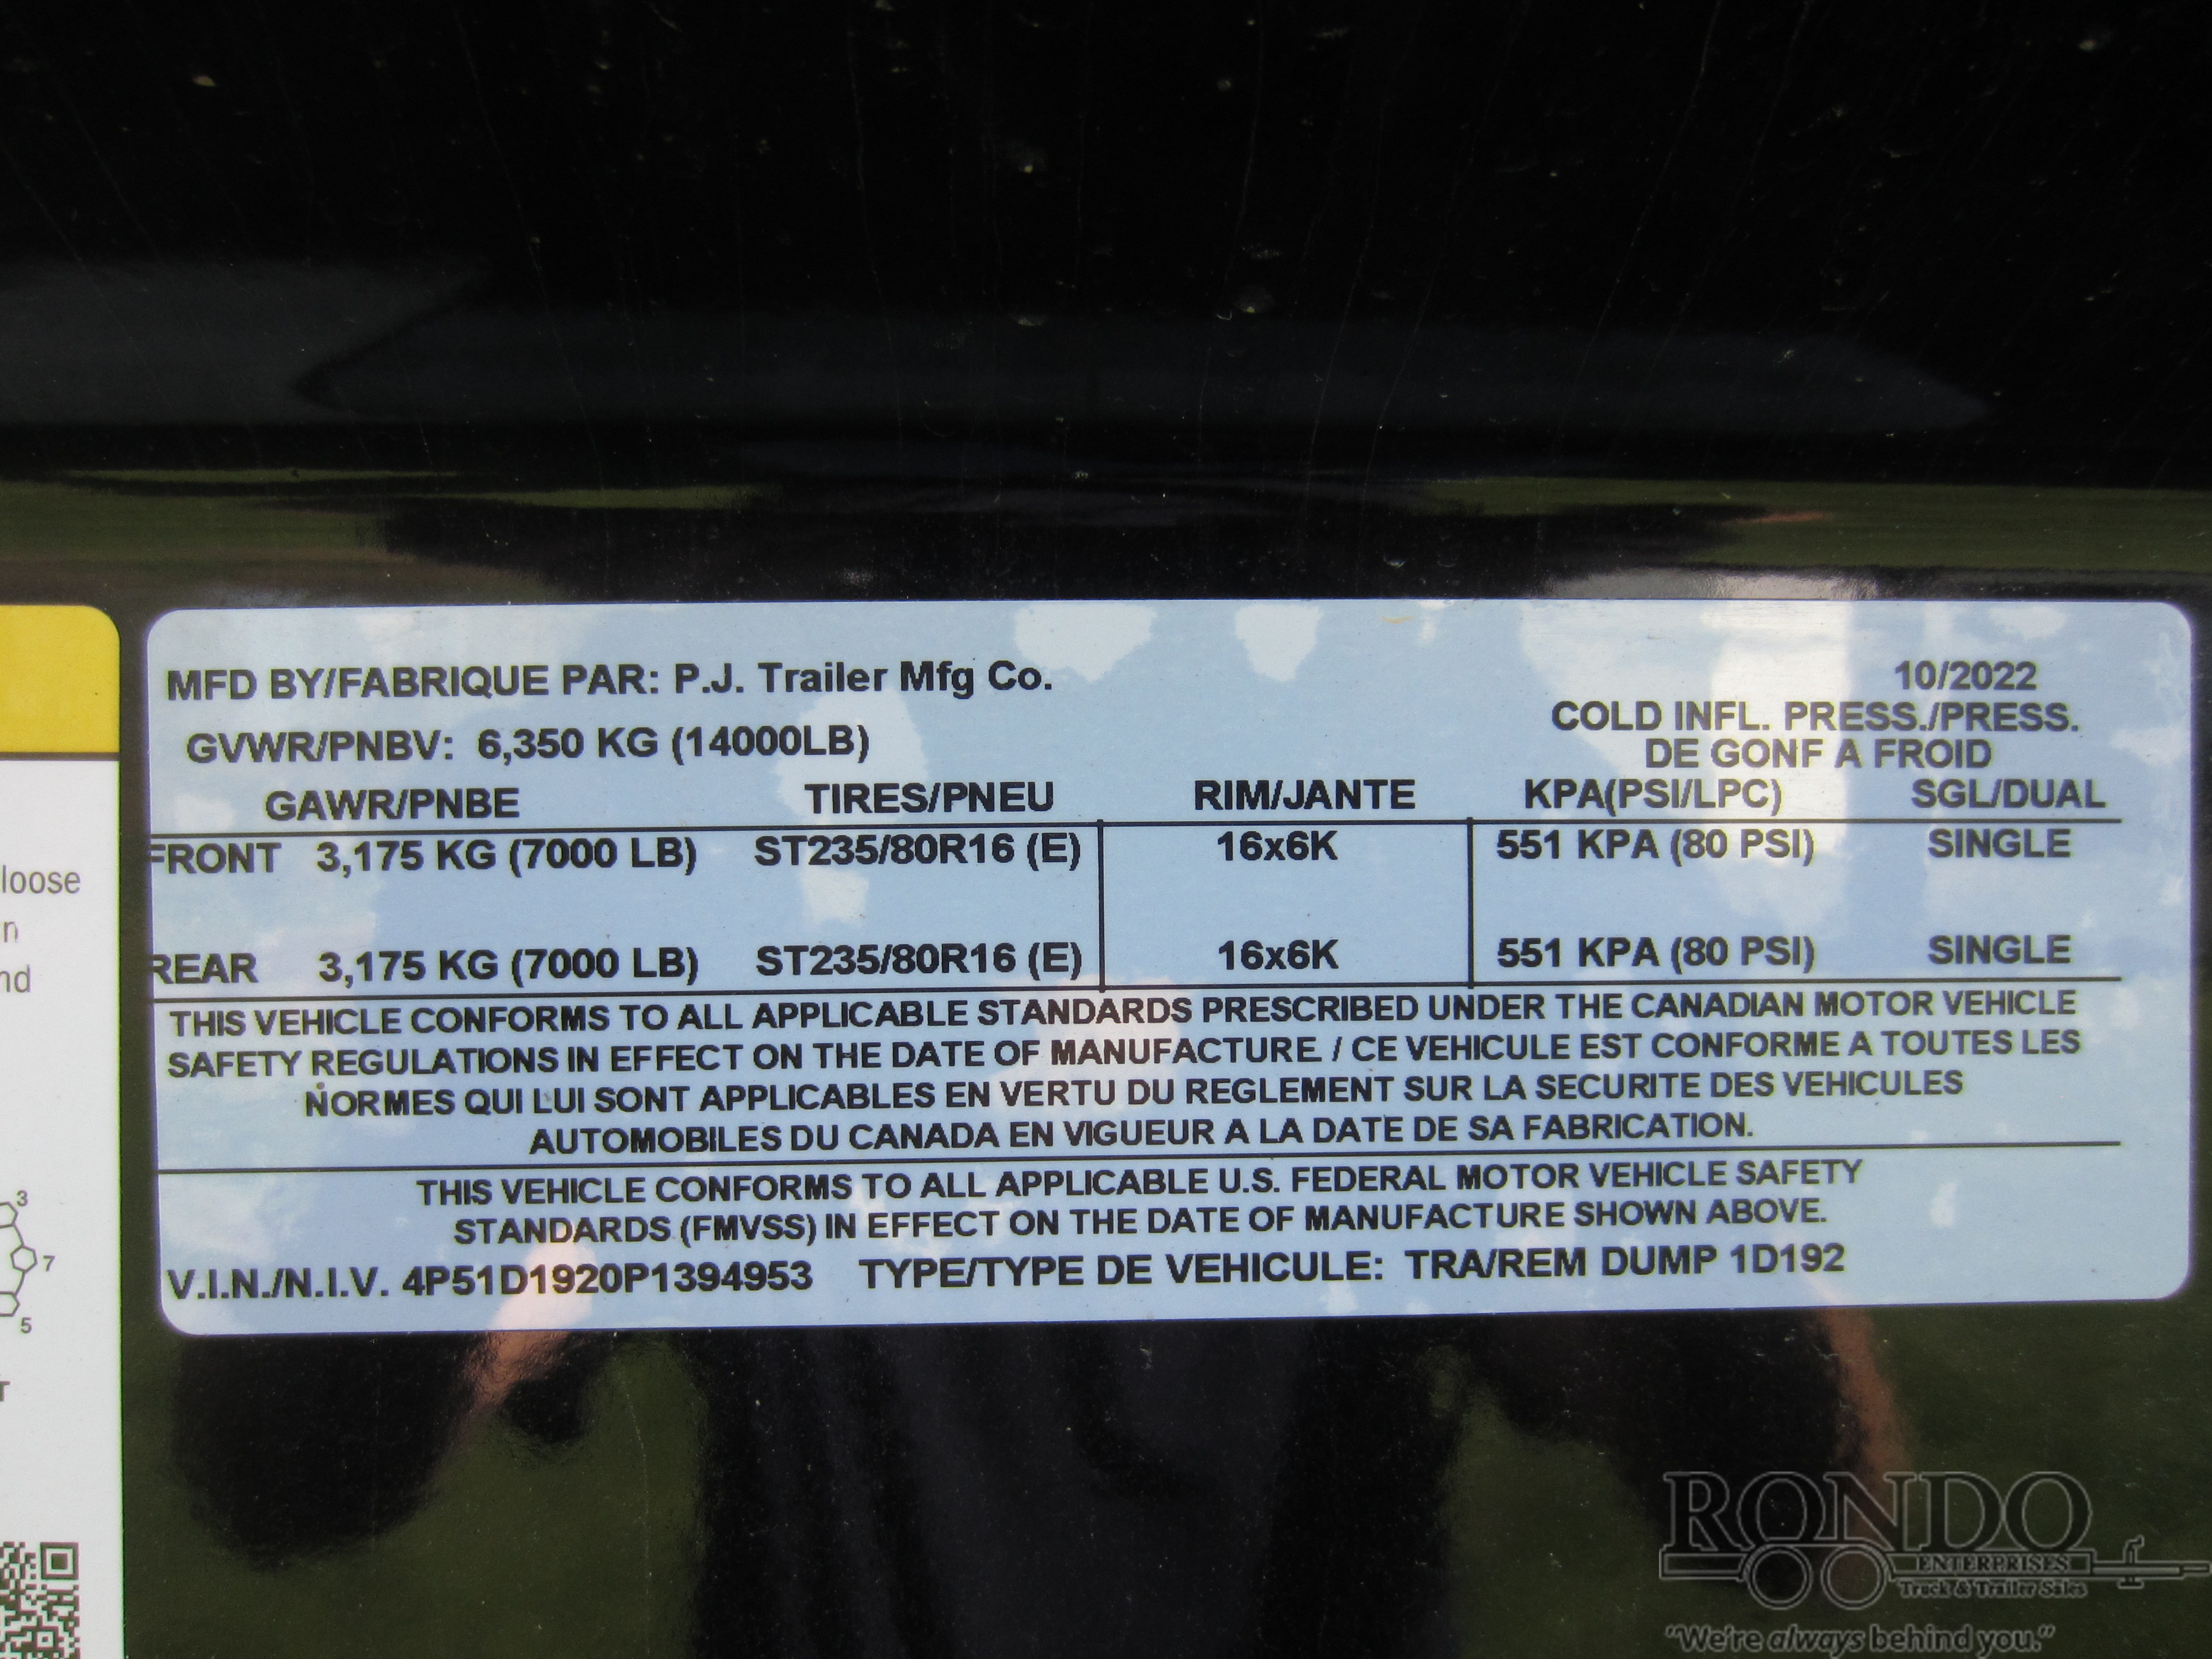 MFD BY/FABRIQUE PAR: P.J. Trailer Mfg Co. 10/2022
GVWR/PNBV: 6,350 KG (14000LB)
COLD INFL. PRESS./PRESS.
DE GONF A FROID
GAWR/PNBE TIRES/PNEU RIM/JANTE KPA(PSI/LPC) SGL/DUAL
FRONT 3,175 KG (7000 LB) ST235/80R16 (E) 16x6K 551 KPA (80 PSI) SINGLE
REAR 3,175 KG (7000 LB) ST235/80R16 (E) 16x6K 551 KPA (80 PSI) SINGLE
THIS VEHICLE CONFORMS TO ALL APPLICABLE STANDARDS PRESCRIBED UNDER THE CANADIAN MOTOR VEHICLE
SAFETY REGULATIONS IN EFFECT ON THE DATE OF MANUFACTURE / CE VEHICULE EST CONFORME A TOUTES LES
NORMES QUI LUI SONT APPLICABLES EN VERTU DU REGLEMENT SUR LA SECURITE DES VEHICULES
AUTOMOBILES DU CANADA EN VIGUEUR A LA DATE DE SA FABRICATION.
THIS VEHICLE CONFORMS TO ALL APPLICABLE U.S. FEDERAL MOTOR VEHICLE SAFETY
STANDARDS (FMVSS) IN EFFECT ON THE DATE OF MANUFACTURE SHOWN ABOVE.
V.I.N./N.I.V. 4P51D1920P1394953 TYPE/TYPE DE VEHICULE: TRA/REM DUMP 1D192
loose
3
7
5
RONDO
ENTERPRISES
Truck & Trailer Sales
"We're always behind you."